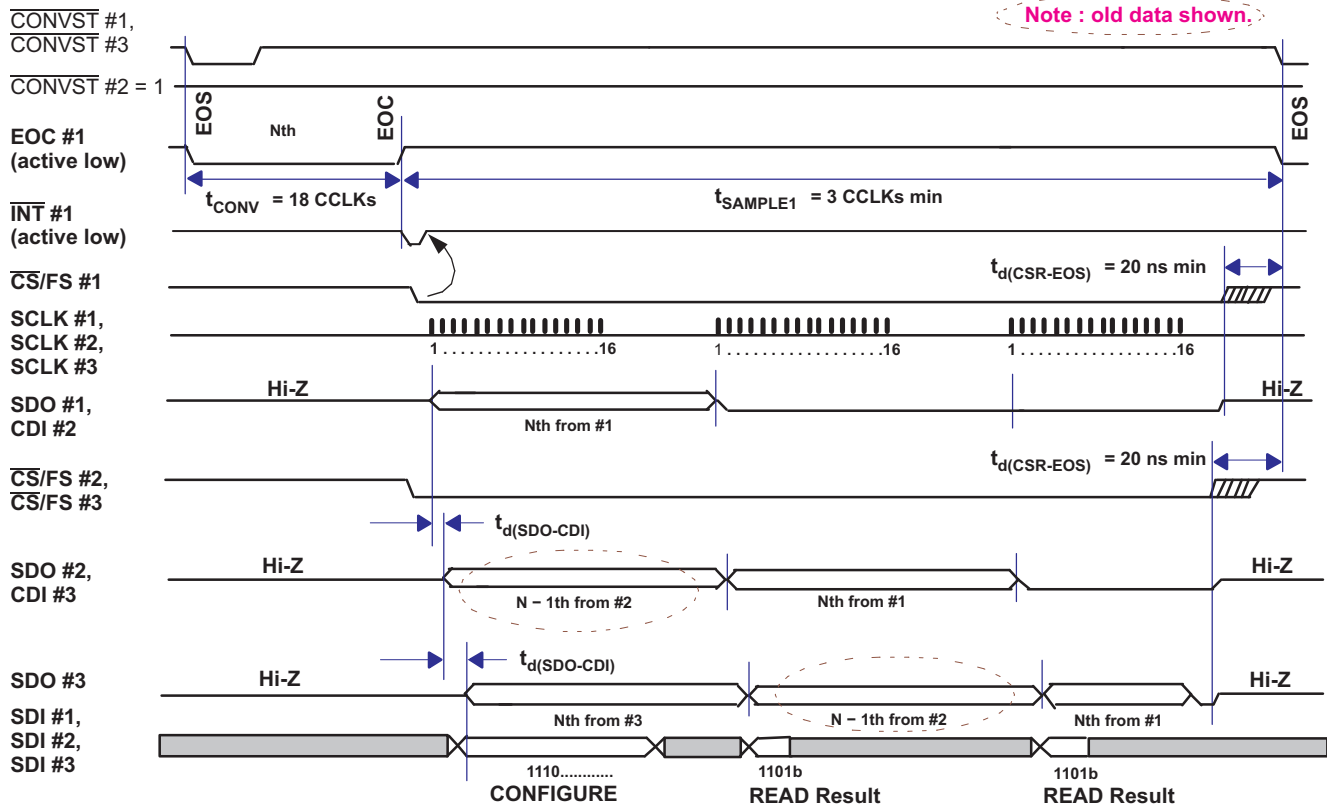 CONVST #1,
CONVST #3
Note : old data shown.
CONVST #2 = 1
EOS
Nth
EOC
EOS
EOC #1
(active low)
tCONV = 18 CCLKs
tSAMPLE1 = 3 CCLKs min
INT #1
(active low)
td(CSR-EOS) = 20 ns min
CS/FS #1
SCLK #1,
SCLK #2,
SCLK #3
1 . . . . . . . . . . . . . . . . . .16
1 . . . . . . . . . . . . . . . . . .16
1 . . . . . . . . . . . . . . . . . .16
Hi-Z
Hi-Z
SDO #1,
CDI #2
Nth from #1
td(CSR-EOS) = 20 ns min
CS/FS #2,
CS/FS #3
td(SDO-CDI)
SDO #2,
CDI #3
Hi-Z
Hi-Z
N − 1th from #2
Nth from #1
td(SDO-CDI)
SDO #3
Hi-Z
Hi-Z
Nth from #3
N − 1th from #2
Nth from #1
SDI #1,
SDI #2,
SDI #3
1110............
1101b
1101b
CONFIGURE
READ Result
READ Result